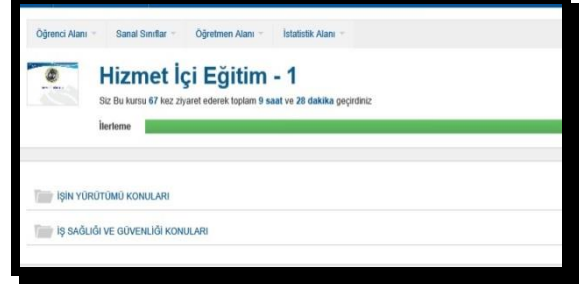 Öğrenci Alanı Sanal Sınıflar Öğretmen Alanı İstatistik Alanı
Hizmet İçi Eğitim - 1
Siz Bu kursu 67 kez ziyaret ederek toplam 9 saat ve 28 dakika geçirdiniz
İlerleme
İŞİN YÜRÜTÜMÜ KONULARI
İŞ SAĞLIĞI VE GÜVENLİĞİ KONULARI